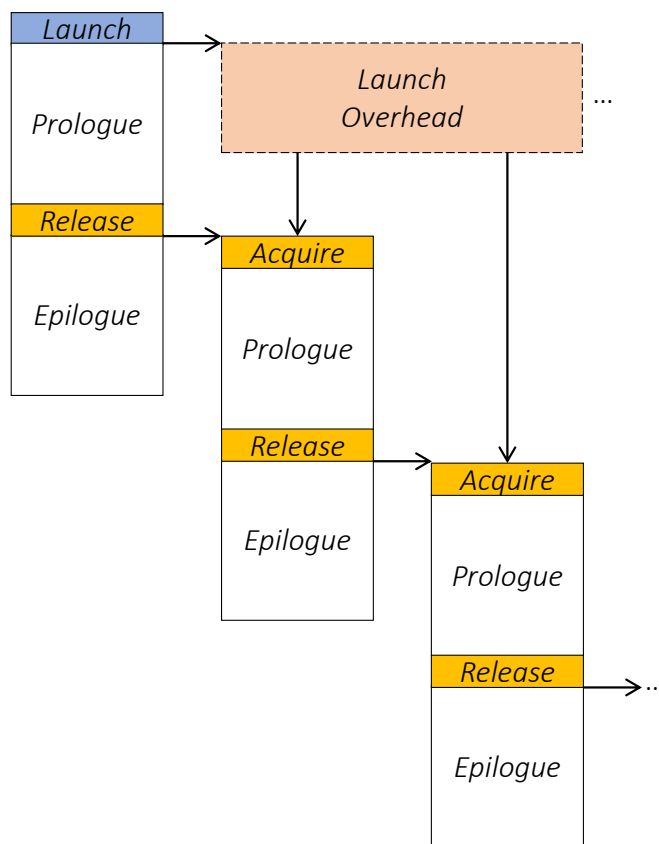 Launch
Prologue
Release
Epilogue
Launch
Overhead
...
Acquire
Prologue
Release
Epilogue
Acquire
Prologue
Release
Epilogue
..